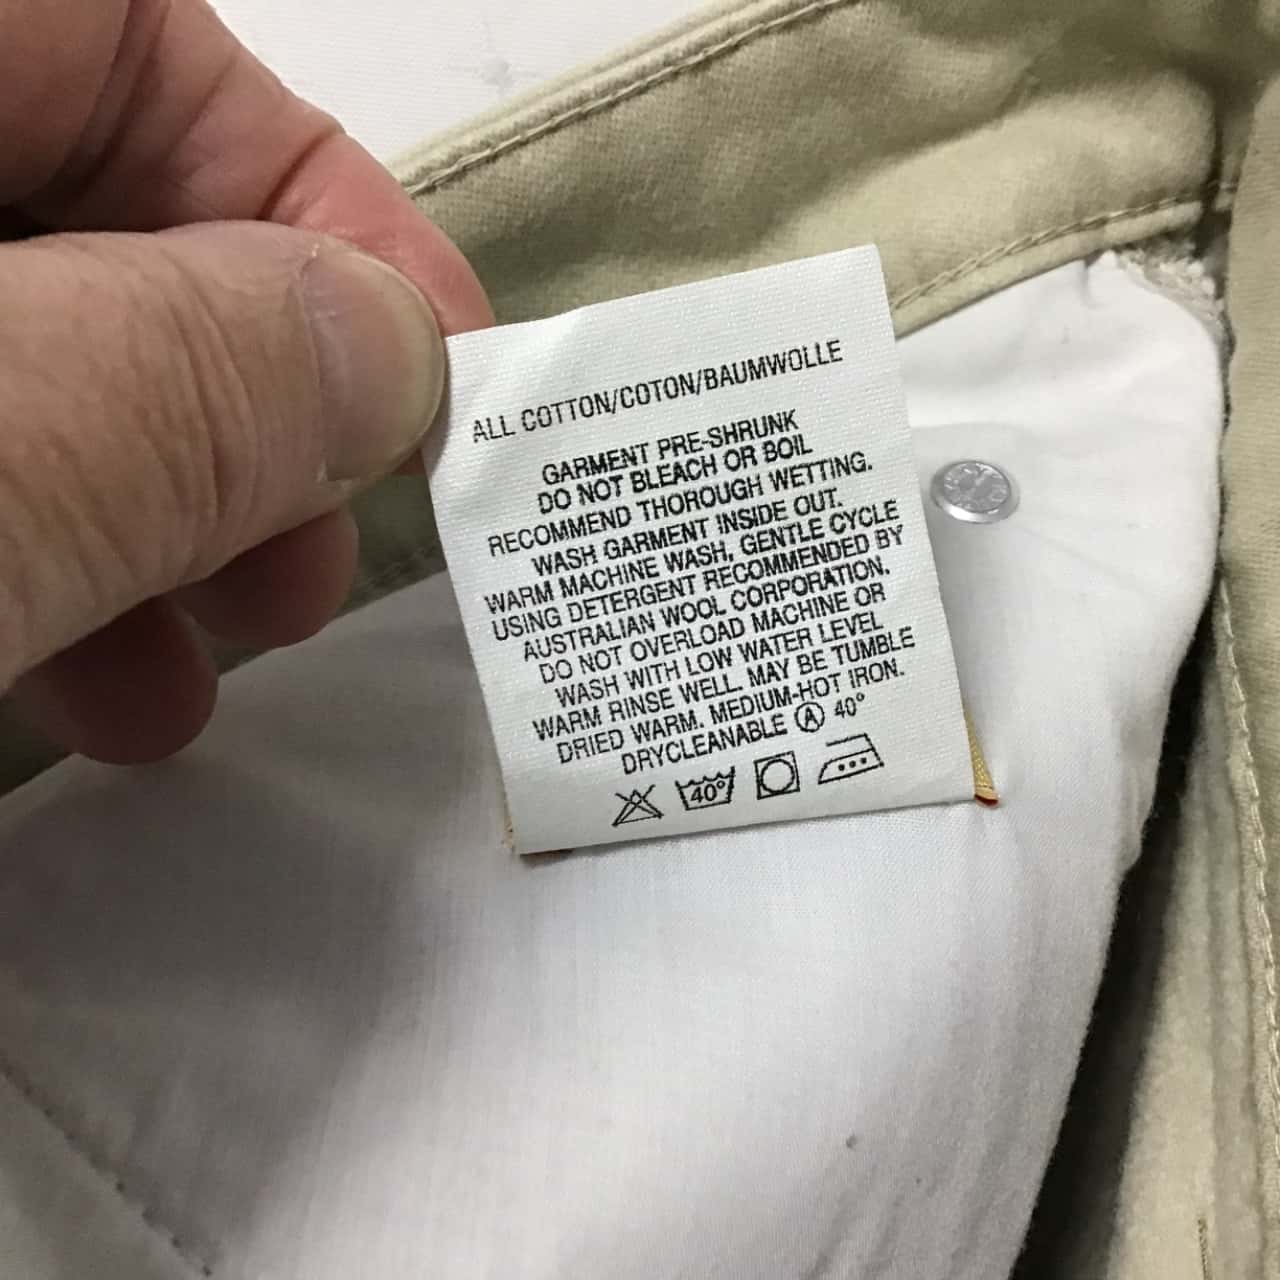 ALL COTTON/COTON/BAUMWOLLE
GARMENT PRE-SHRUNK
DO NOT BLEACH OR BOIL
RECOMMEND THOROUGH WETTING.
WASH GARMENT INSIDE OUT.
WARM MACHINE WASH, GENTLE CYCLE
USING DETERGENT RECOMMENDED BY
AUSTRALIAN WOOL CORPORATION.
DO NOT OVERLOAD MACHINE OR
WASH WITH LOW WATER LEVEL
WARM RINSE WELL. MAY BE TUMBLE
DRIED WARM. MEDIUM-HOT IRON.
DRYCLEANABLE Ⓐ 40°
40°